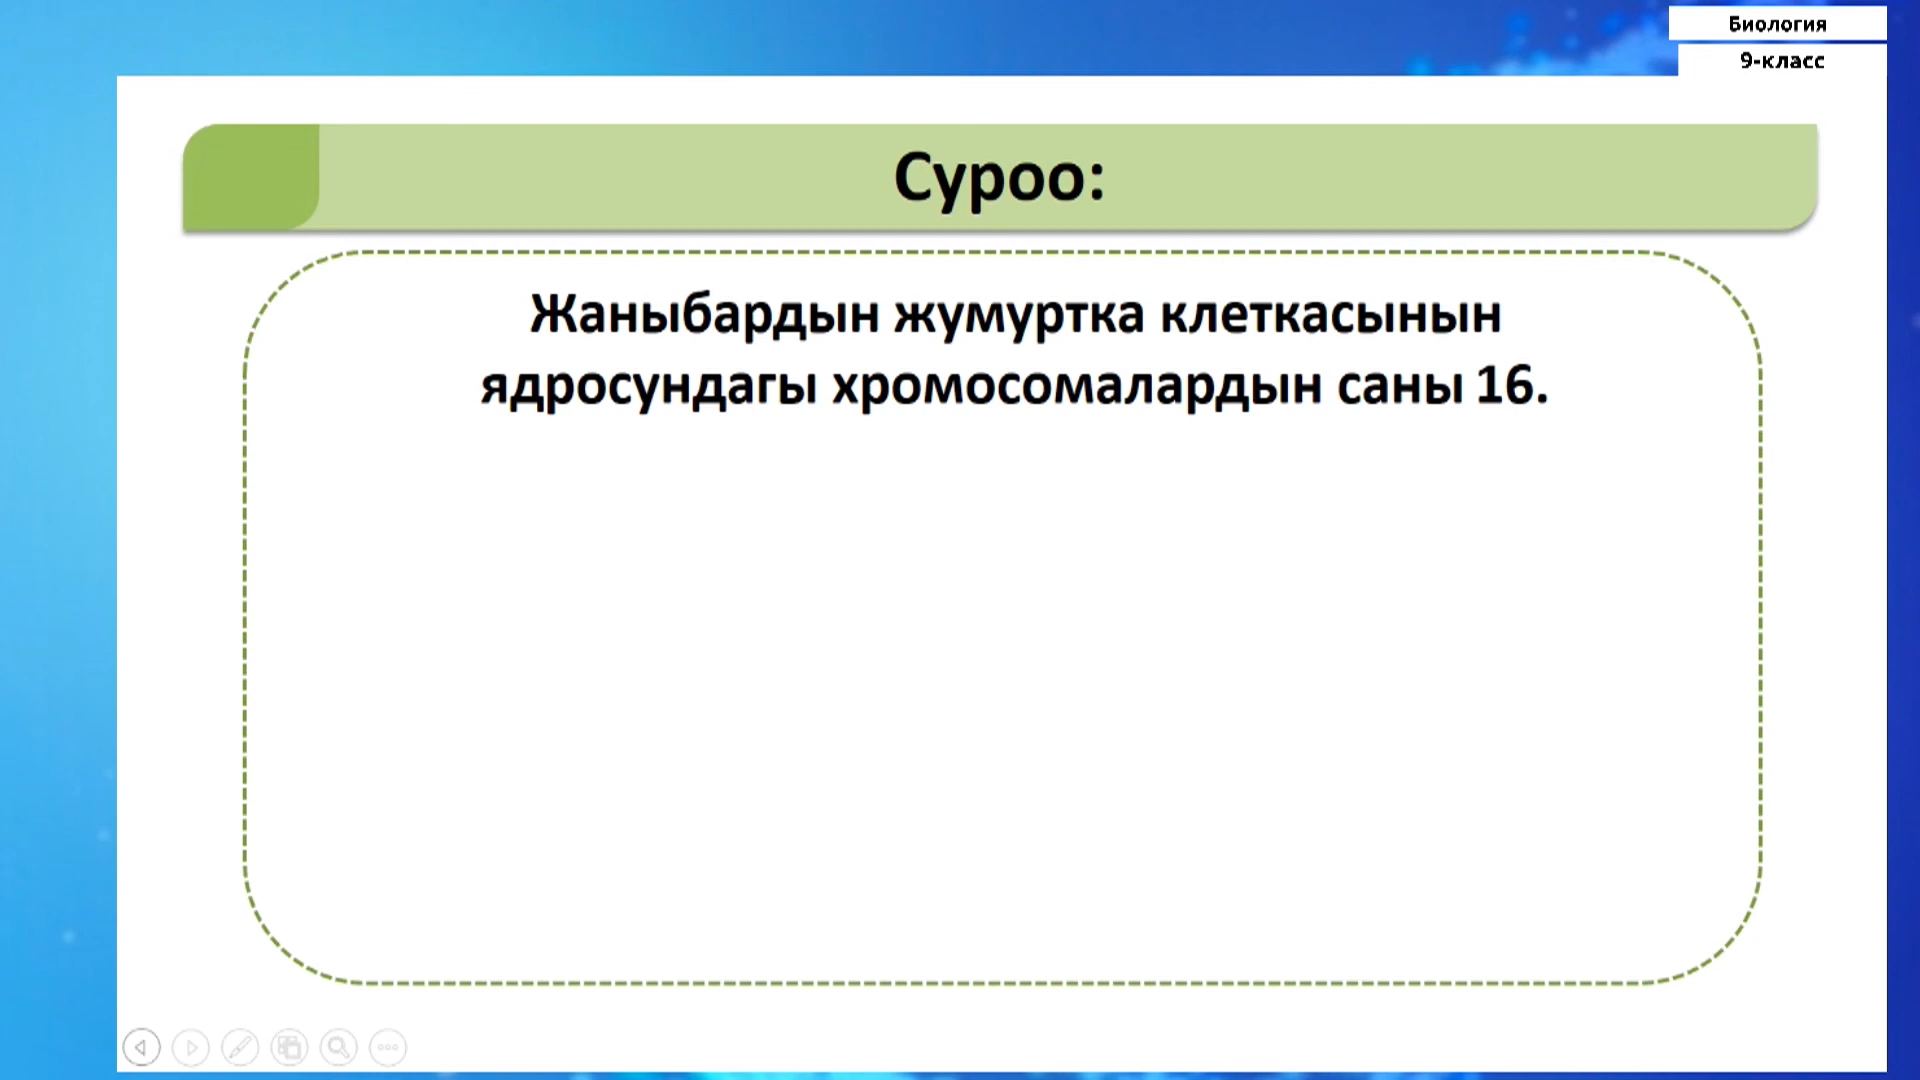 Биология
9-класс
Суроо:
Жаныбардын жумуртка клеткасынын
ядросундагы хромосомалардын саны 16.